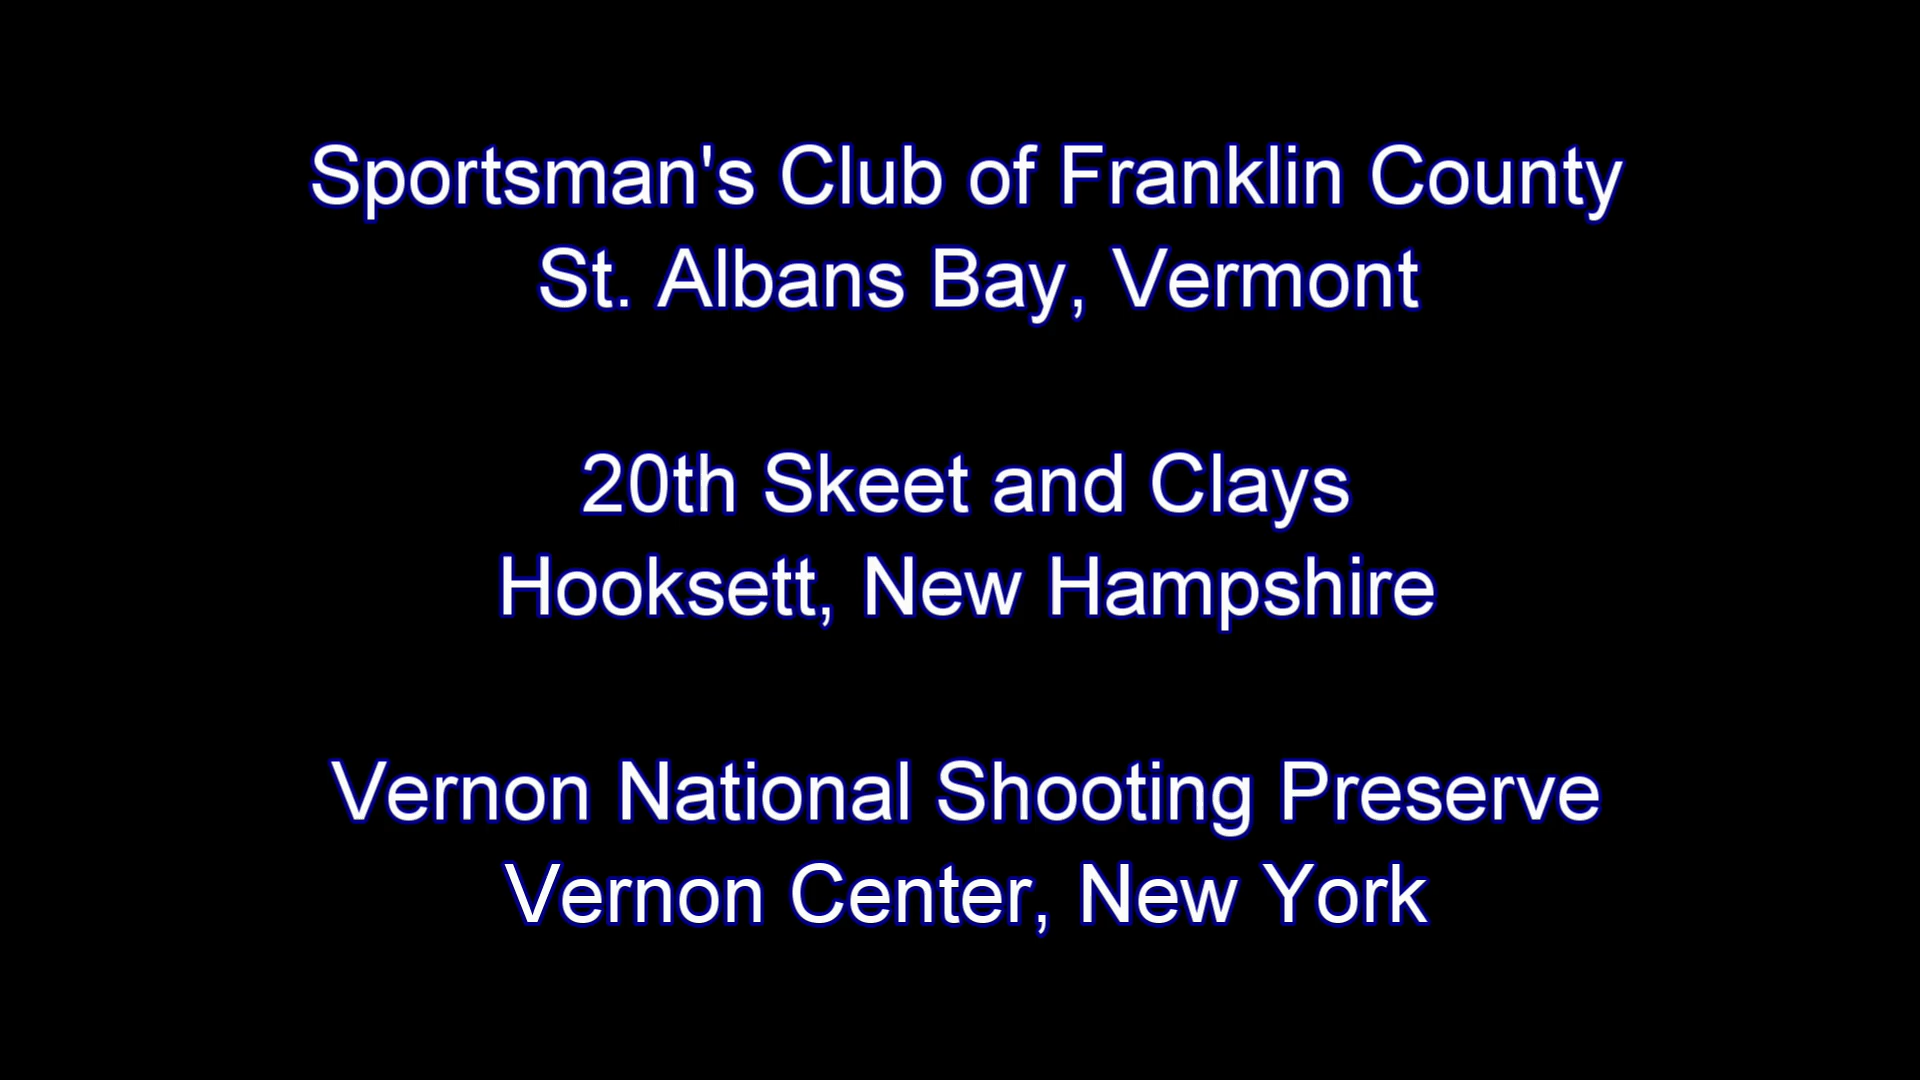 Sportsman's Club of Franklin County
St. Albans Bay, Vermont
20th Skeet and Clays
Hooksett, New Hampshire
Vernon National Shooting Preserve
Vernon Center, New York